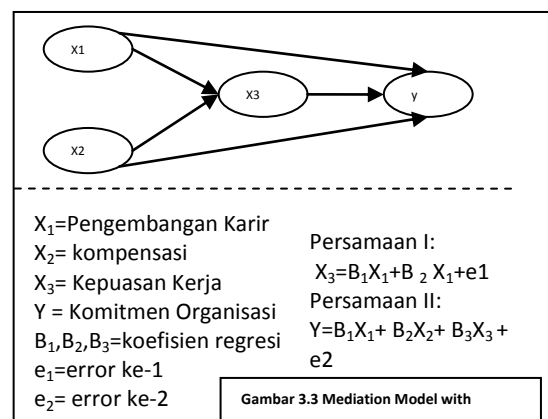 X1
X3
y
X2
X₁=Pengembangan Karir
X₂= kompensasi
X₃= Kepuasan Kerja
Y = Komitmen Organisasi
B₁,B₂,B₃=koefisien regresi
e₁=error ke-1
e₂= error ke-2
Persamaan I:
X₃=B₁X₁+B ₂ X₁+e1
Persamaan II:
Y=B₁X₁+ B₂X₂+ B₃X₃ +
e2
Gambar 3.3 Mediation Model with